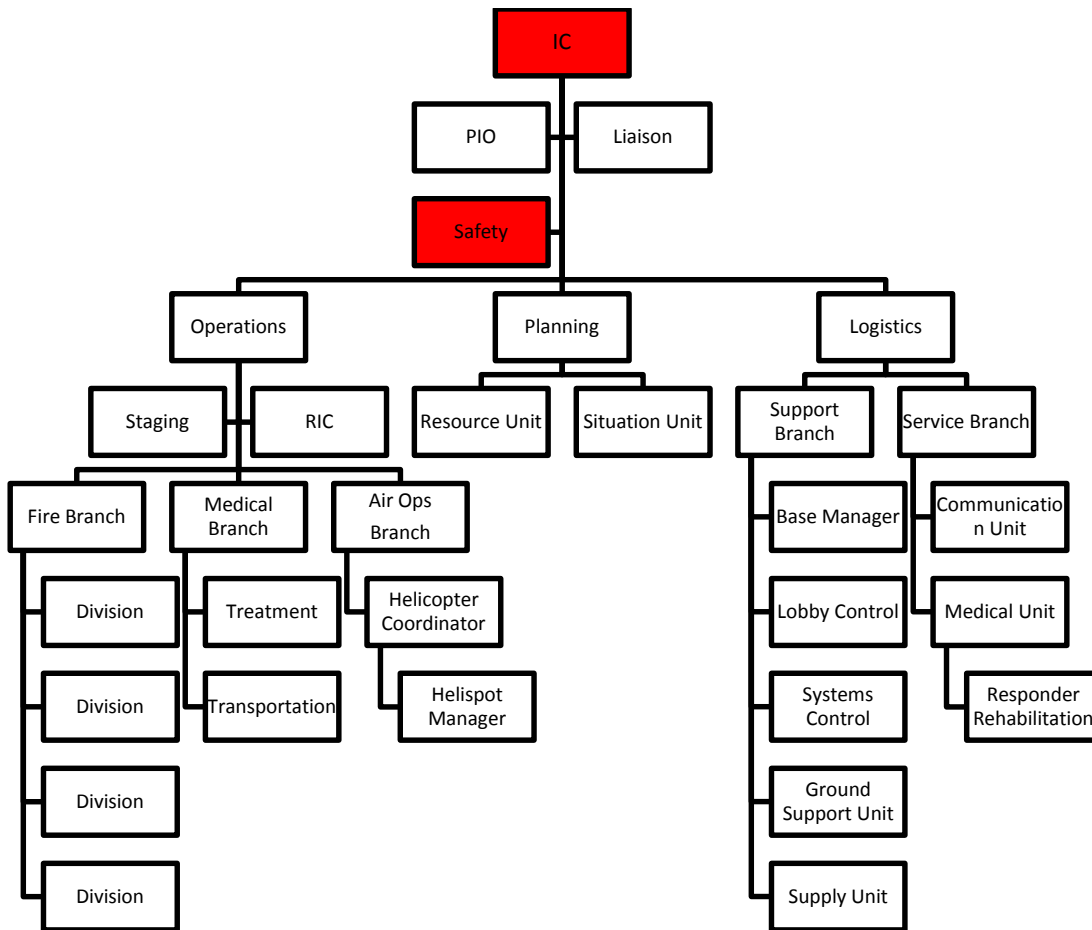 IC
PIO
Liaison
Safety
Operations
Planning
Logistics
Staging
RIC
Resource Unit
Situation Unit
Support
Branch
Service Branch
Fire Branch
Medical
Branch
Air Ops
Branch
Base Manager
Communicatio
n Unit
Division
Treatment
Helicopter
Coordinator
Lobby Control
Medical Unit
Division
Transportation
Helispot
Manager
Systems
Control
Responder
Rehabilitation
Division
Ground
Support Unit
Division
Supply Unit